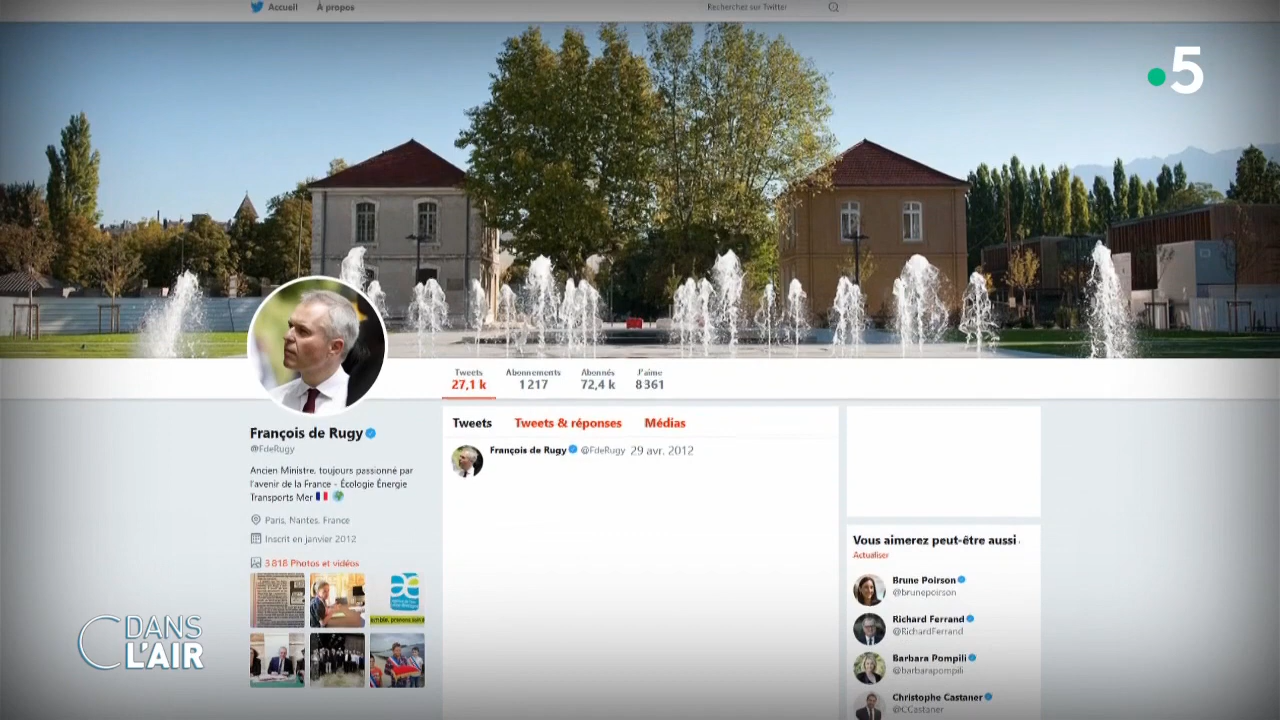 Accueil À propos Recherchez sur Twitter
5
Tweets Abonnements Abonnés J'aime
27,1 k 1 217 72,4 k 8 361
François de Rugy
@FdeRugy
Ancien Ministre, toujours passionné par
l'avenir de la France - Écologie Énergie
Transports Mer
Paris, Nantes, France
Inscrit en janvier 2012
3 818 Photos et vidéos
Tweets Tweets & réponses Médias
François de Rugy @FdeRugy 29 avr. 2012
Vous aimerez peut-être aussi
Actualiser
Brune Poirson
@brunepoirson
Richard Ferrand
@RichardFerrand
Barbara Pompili
@barbarapompili
Christophe Castaner
@CCastaner
C DANS
L'AIR